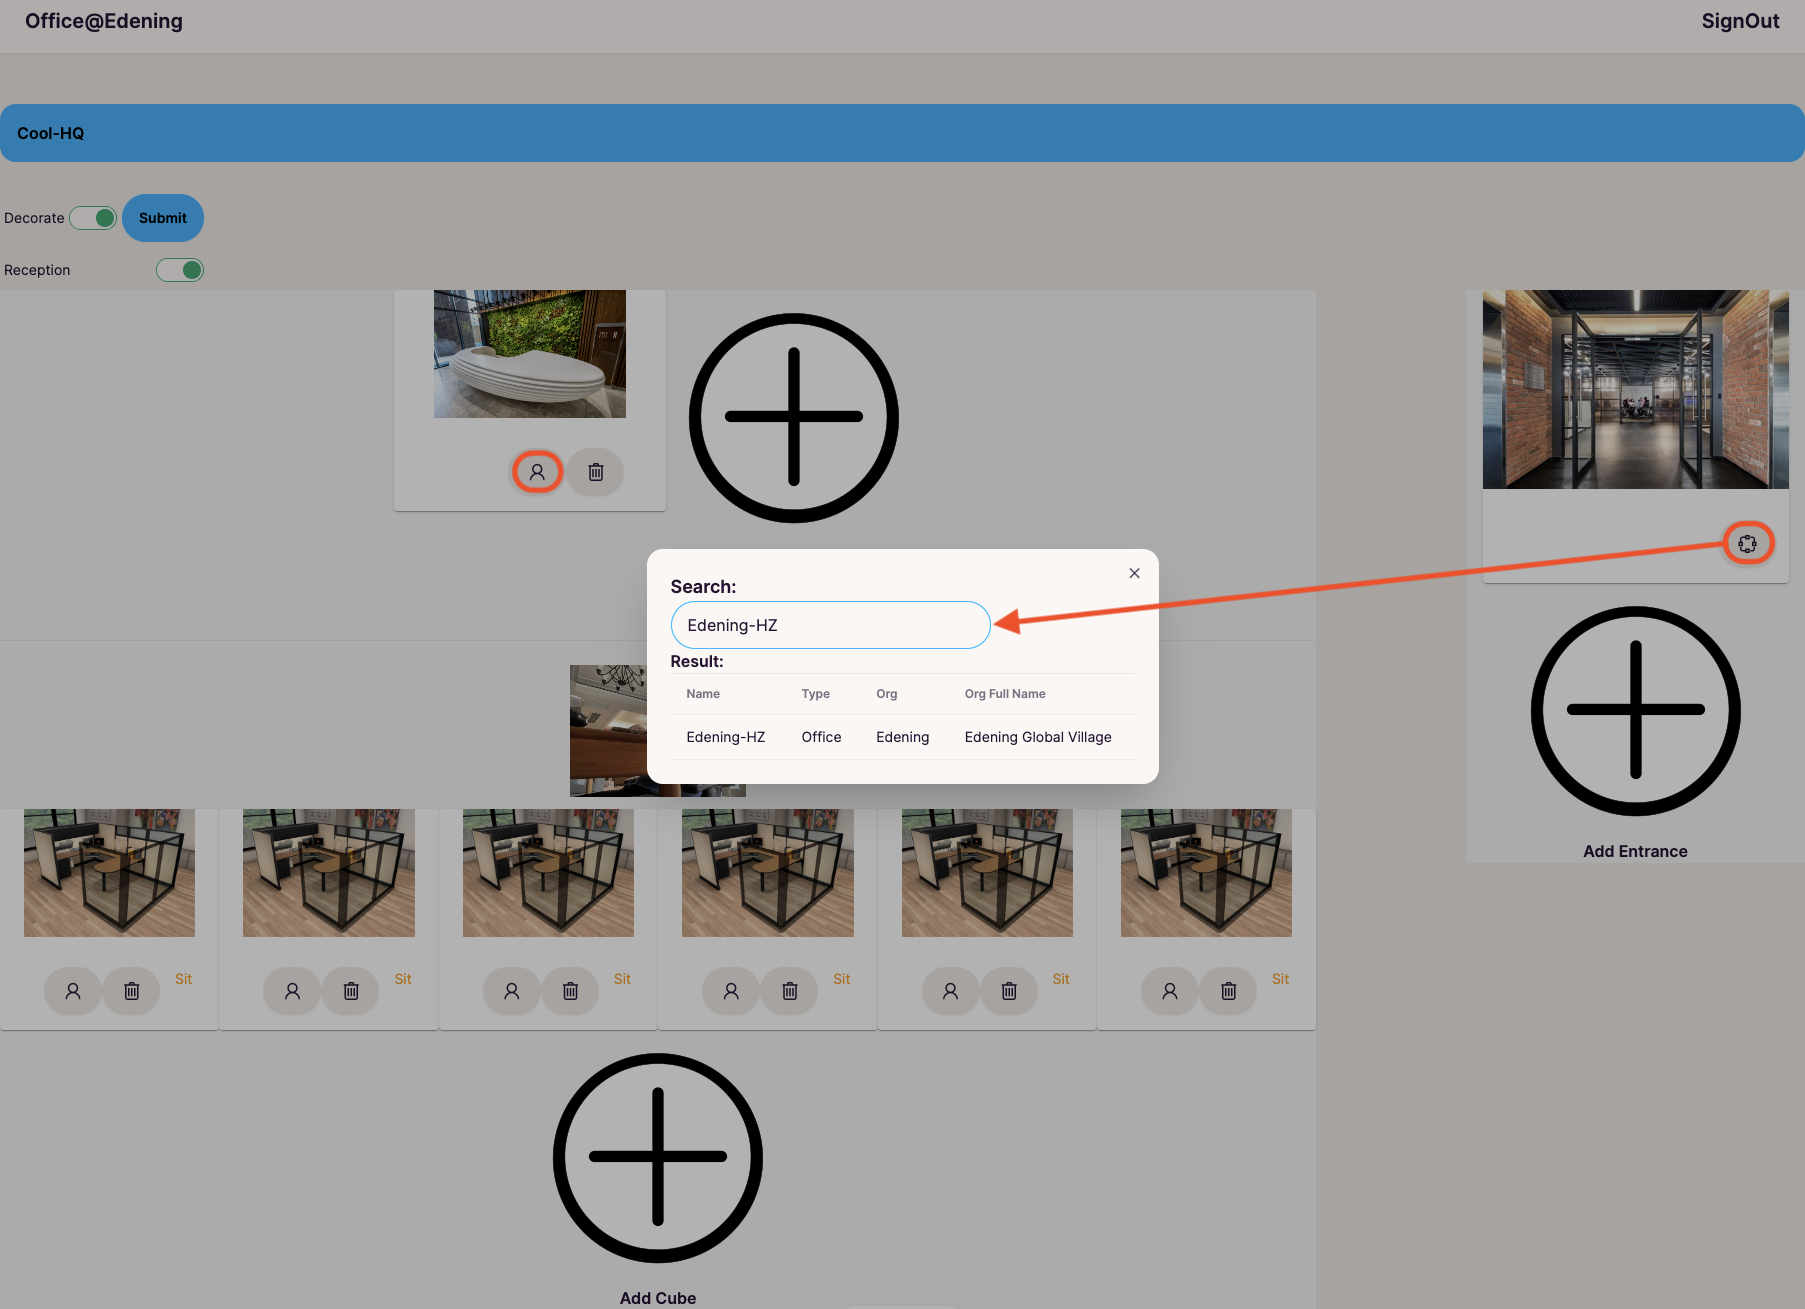 Office@Edening
SignOut
Cool-HQ
Decorate
Submit
Reception
Search:
Edening-HZ
Result:
Name Type Org Org Full Name
Edening-HZ Office Edening Edening Global Village
Add Entrance
Sit Sit Sit Sit Sit Sit
Add Cube